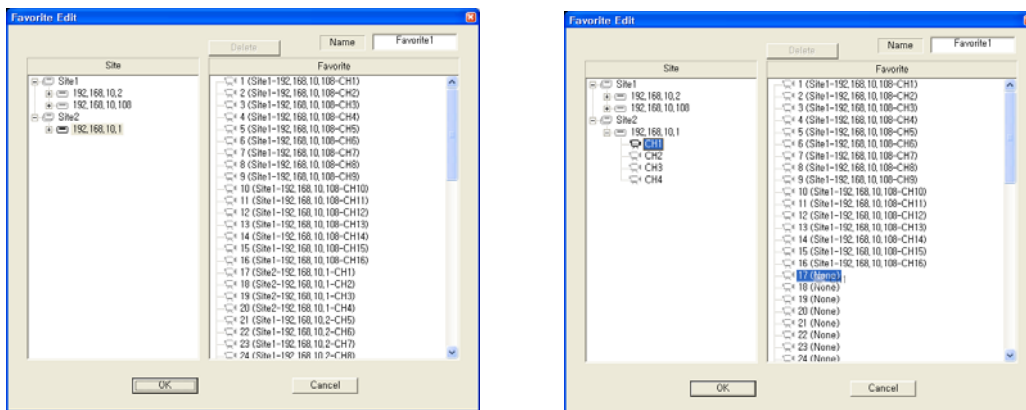 Favorite Edit
Delete
Name
Favorite1
Site
Favorite
Site1
192,168,10,2
192,168,10,108
Site2
192,168,10,1
1 (Site1-192,168,10,108-CH1)
2 (Site1-192,168,10,108-CH2)
3 (Site1-192,168,10,108-CH3)
4 (Site1-192,168,10,108-CH4)
5 (Site1-192,168,10,108-CH5)
6 (Site1-192,168,10,108-CH6)
7 (Site1-192,168,10,108-CH7)
8 (Site1-192,168,10,108-CH8)
9 (Site1-192,168,10,108-CH9)
10 (Site1-192,168,10,108-CH10)
11 (Site1-192,168,10,108-CH11)
12 (Site1-192,168,10,108-CH12)
13 (Site1-192,168,10,108-CH13)
14 (Site1-192,168,10,108-CH14)
15 (Site1-192,168,10,108-CH15)
16 (Site1-192,168,10,108-CH16)
17 (Site2-192,168,10,1-CH1)
18 (Site2-192,168,10,1-CH2)
19 (Site2-192,168,10,1-CH3)
20 (Site2-192,168,10,1-CH4)
21 (Site1-192,168,10,2-CH5)
22 (Site1-192,168,10,2-CH6)
23 (Site1-192,168,10,2-CH7)
24 (Site1-192,168,10,2-CH8)
OK
Cancel
Favorite Edit
Delete
Name
Favorite1
Site
Favorite
Site1
192,168,10,2
192,168,10,108
Site2
192,168,10,1
CH1
CH2
CH3
CH4
1 (Site1-192,168,10,108-CH1)
2 (Site1-192,168,10,108-CH2)
3 (Site1-192,168,10,108-CH3)
4 (Site1-192,168,10,108-CH4)
5 (Site1-192,168,10,108-CH5)
6 (Site1-192,168,10,108-CH6)
7 (Site1-192,168,10,108-CH7)
8 (Site1-192,168,10,108-CH8)
9 (Site1-192,168,10,108-CH9)
10 (Site1-192,168,10,108-CH10)
11 (Site1-192,168,10,108-CH11)
12 (Site1-192,168,10,108-CH12)
13 (Site1-192,168,10,108-CH13)
14 (Site1-192,168,10,108-CH14)
15 (Site1-192,168,10,108-CH15)
16 (Site1-192,168,10,108-CH16)
17 (None)
18 (None)
19 (None)
20 (None)
21 (None)
22 (None)
23 (None)
24 (None)
OK
Cancel